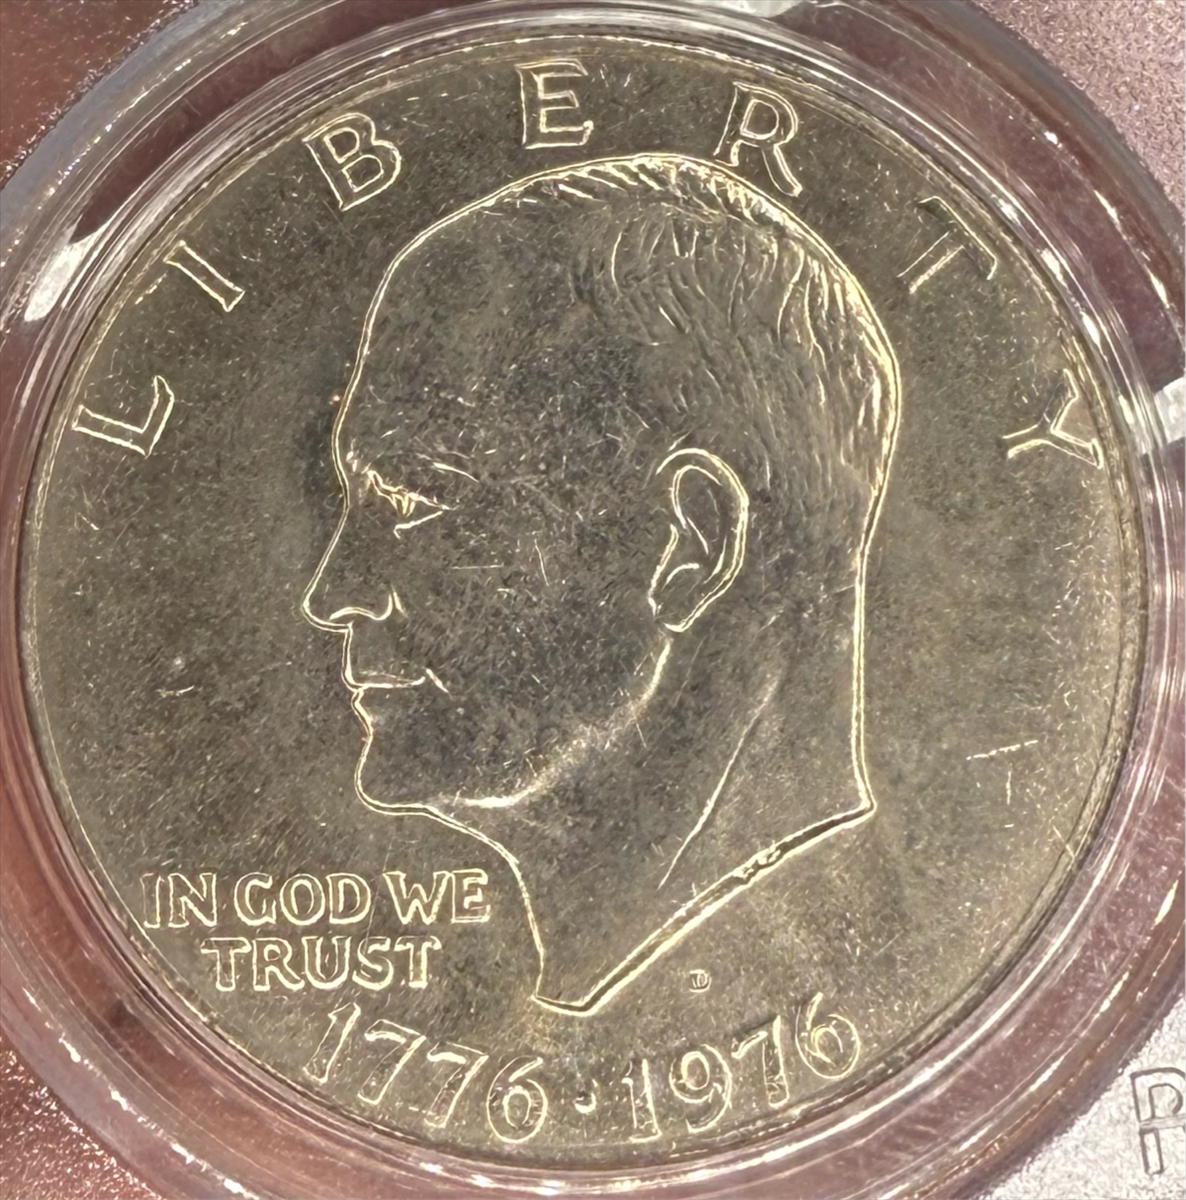 LIBERTY
IN GOD WE
TRUST
D
1776·1976
P